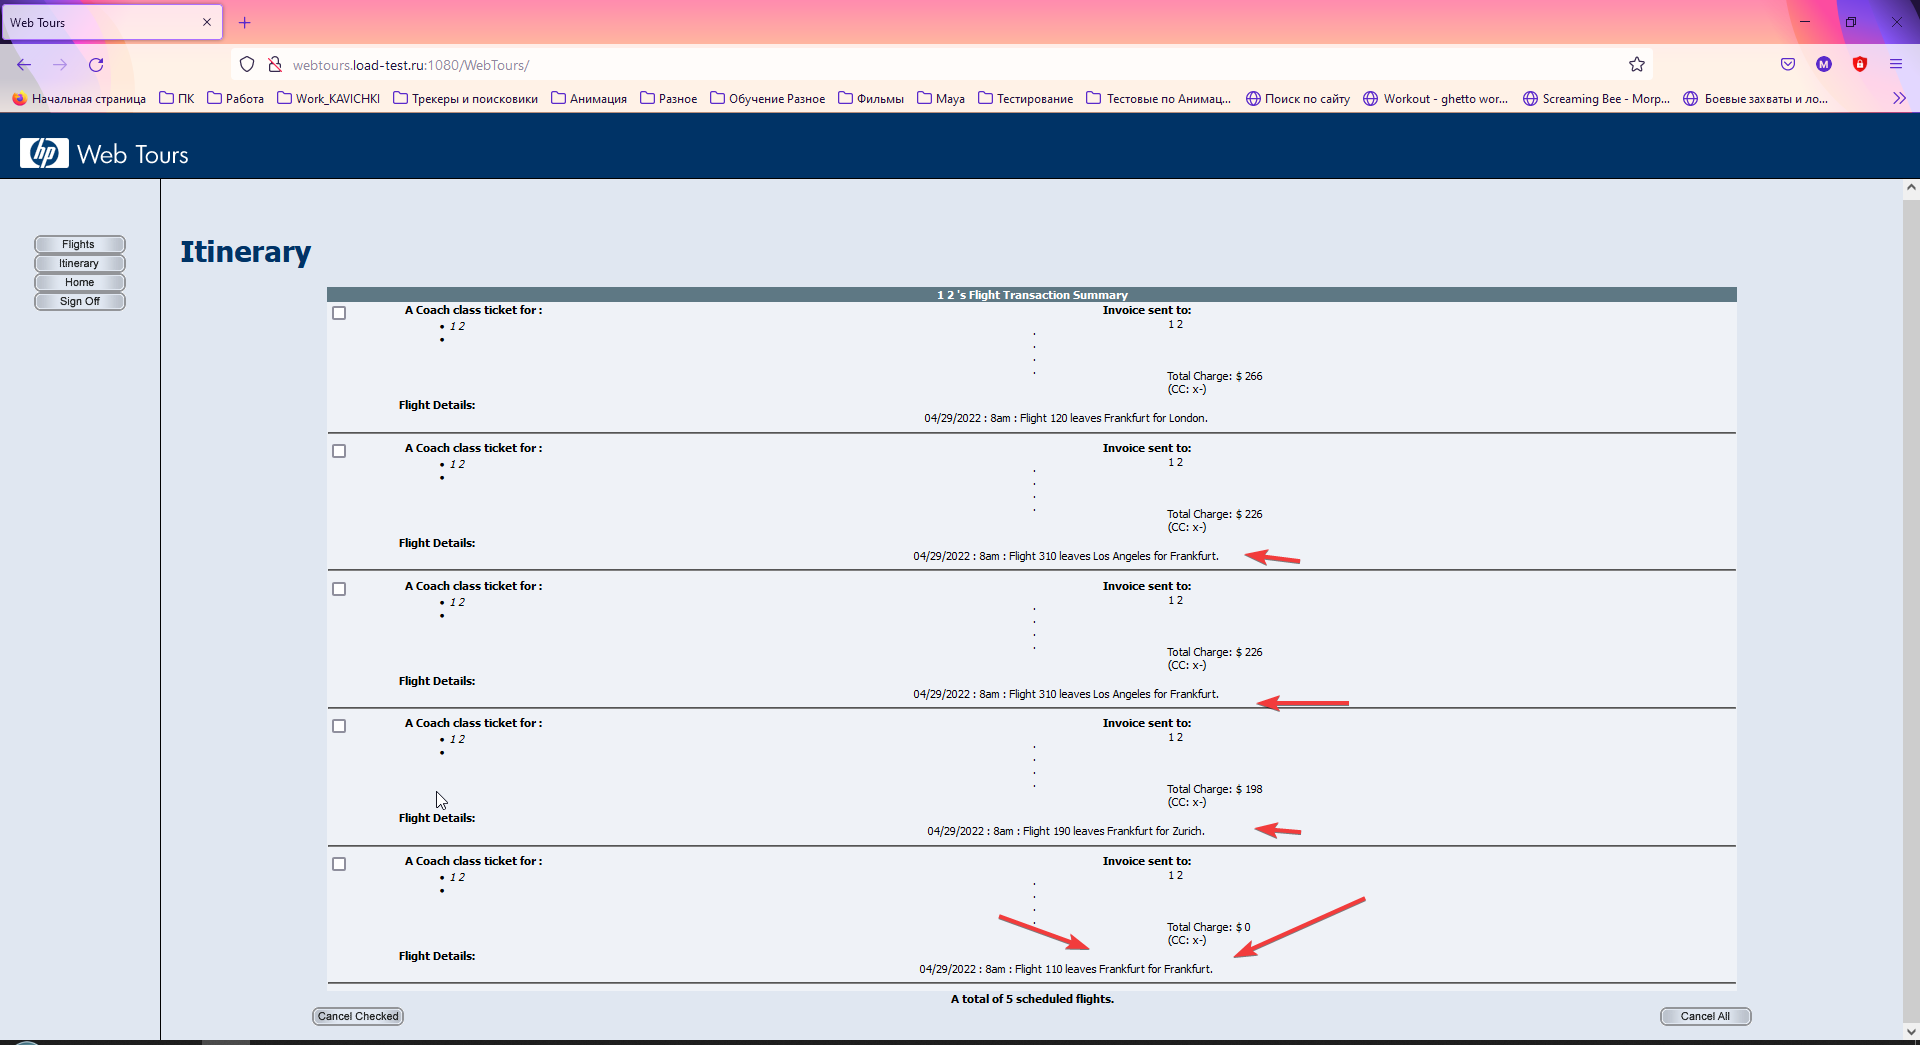 Web Tours
webtours.load-test.ru:1080/WebTours/
M
Начальная страница ПК Работа Work_KAVICHKI Трекеры и поисковики Анимация Разное Обучение Разное Фильмы Maya Тестирование Тестовые по Анимац... Поиск по сайту Workout - ghetto wor... Screaming Bee - Morp... Боевые захваты и ло...
hp Web Tours
Flights
Itinerary
Home
Sign Off
Itinerary
1 2 's Flight Transaction Summary
A Coach class ticket for : Invoice sent to:
1 2 1 2
Total Charge: $ 266
(CC: x-)
Flight Details:
04/29/2022 : 8am : Flight 120 leaves Frankfurt for London.
A Coach class ticket for : Invoice sent to:
1 2 1 2
Total Charge: $ 226
(CC: x-)
Flight Details:
04/29/2022 : 8am : Flight 310 leaves Los Angeles for Frankfurt.
A Coach class ticket for : Invoice sent to:
1 2 1 2
Total Charge: $ 226
(CC: x-)
Flight Details:
04/29/2022 : 8am : Flight 310 leaves Los Angeles for Frankfurt.
A Coach class ticket for : Invoice sent to:
1 2 1 2
Total Charge: $ 198
(CC: x-)
Flight Details:
04/29/2022 : 8am : Flight 190 leaves Frankfurt for Zurich.
A Coach class ticket for : Invoice sent to:
1 2 1 2
Total Charge: $ 0
(CC: x-)
Flight Details:
04/29/2022 : 8am : Flight 110 leaves Frankfurt for Frankfurt.
A total of 5 scheduled flights.
Cancel Checked Cancel All